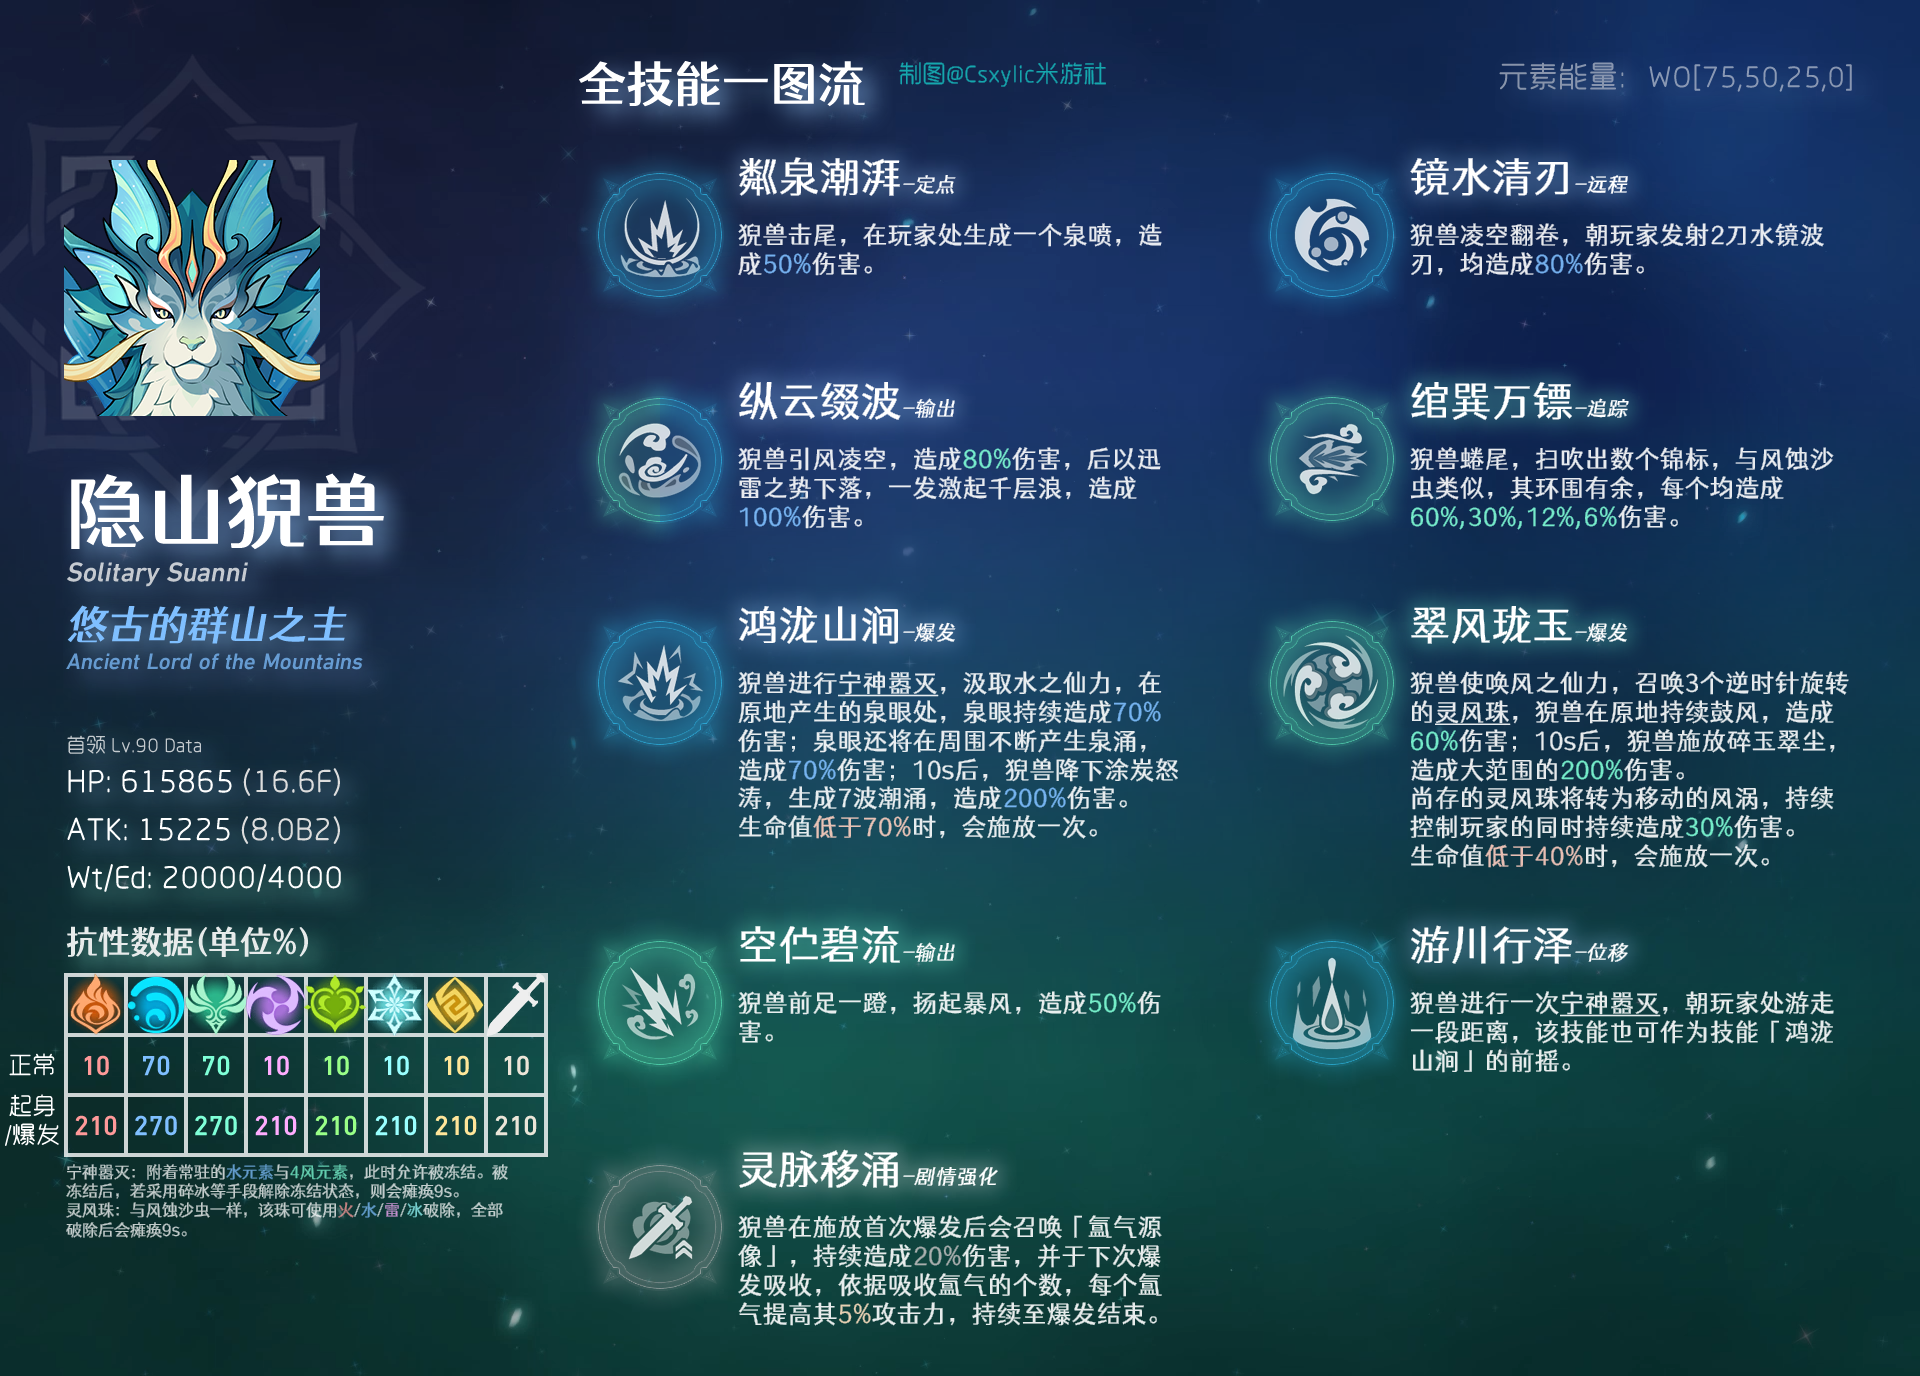 全技能一图流
制图@Csxylic米游社
元素能量: W0[75,50,25,0]
隐山猊兽
Solitary Suanni
悠古的群山之主
Ancient Lord of the Mountains
首领 Lv.90 Data
HP: 615865 (16.6F)
ATK: 15225 (8.0B2)
Wt/Ed: 20000/4000
抗性数据(单位%)
正常 10 70 70 10 10 10 10 10
起身
/爆发 210 270 270 210 210 210 210 210
宁神嚣灭：附着常驻的水元素与4风元素，此时允许被冻结。被
冻结后，若采用碎冰等手段解除冻结状态，则会瘫痪9s。
灵风珠：与风蚀沙虫一样，该珠可使用火/水/雷/冰破除，全部
破除后会瘫痪9s。
粼泉潮湃-定点
猊兽击尾，在玩家处生成一个泉喷，造
成50%伤害。
镜水清刃-远程
猊兽凌空翻卷，朝玩家发射2刀水镜波
刃，均造成80%伤害。
纵云缀波-输出
猊兽引风凌空，造成80%伤害，后以迅
雷之势下落，一发激起千层浪，造成
100%伤害。
绾巽万镖-追踪
猊兽蜷尾，扫吹出数个锦标，与风蚀沙
虫类似，其环围有余，每个均造成
60%,30%,12%,6%伤害。
鸿泷山涧-爆发
猊兽进行宁神嚣灭，汲取水之仙力，在
原地产生的泉眼处，泉眼持续造成70%
伤害；泉眼还将在周围不断产生泉涌，
造成70%伤害；10s后，猊兽降下涂炭怒
涛，生成7波潮涌，造成200%伤害。
生命值低于70%时，会施放一次。
翠风珑玉-爆发
猊兽使唤风之仙力，召唤3个逆时针旋转
的灵风珠，猊兽在原地持续鼓风，造成
60%伤害；10s后，猊兽施放碎玉翠尘，
造成大范围的200%伤害。
尚存的灵风珠将转为移动的风涡，持续
控制玩家的同时持续造成30%伤害。
生命值低于40%时，会施放一次。
空伫碧流-输出
猊兽前足一蹬，扬起暴风，造成50%伤
害。
游川行泽-位移
猊兽进行一次宁神嚣灭，朝玩家处游走
一段距离，该技能也可作为技能「鸿泷
山涧」的前摇。
灵脉移涌-剧情强化
猊兽在施放首次爆发后会召唤「氲气源
像」，持续造成20%伤害，并于下次爆
发吸收，依据吸收氲气的个数，每个氲
气提高其5%攻击力，持续至爆发结束。